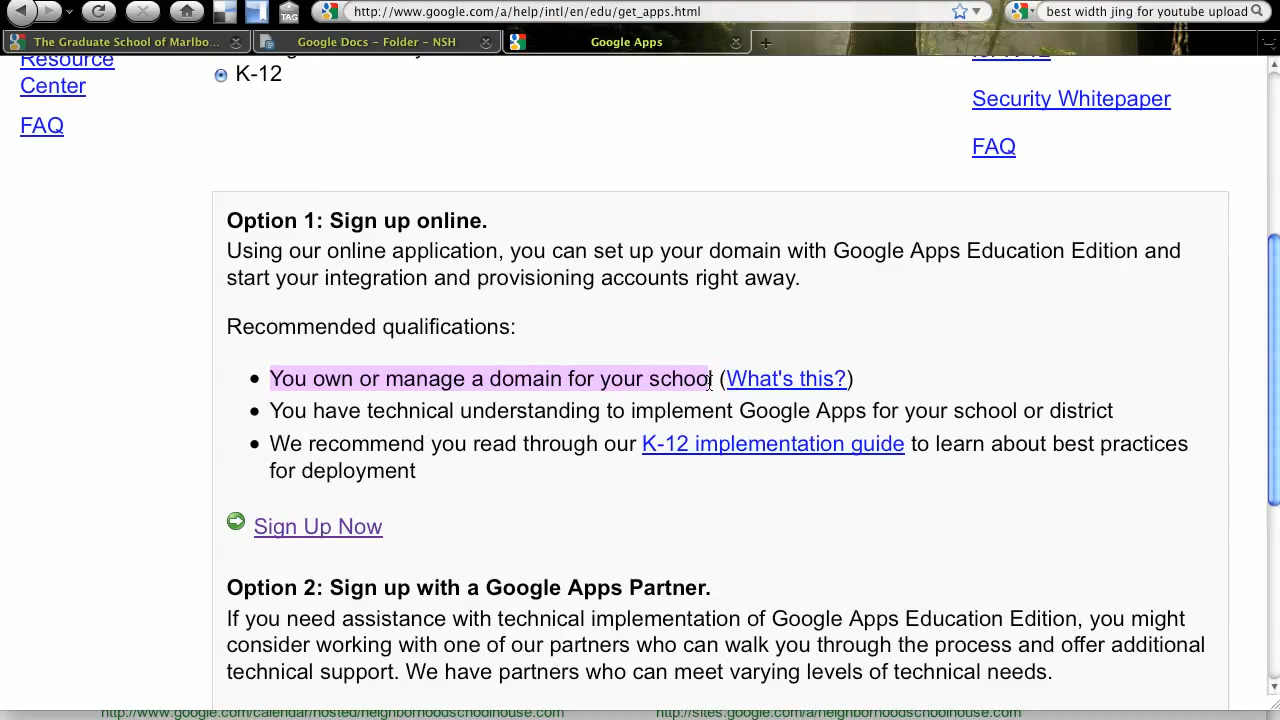 TAG
http://www.google.com/a/help/intl/en/edu/get_apps.html
best width jing for youtube upload
The Graduate School of Marlbo...
Google Docs - Folder - NSH
Google Apps
Resource
Center
FAQ
K-12
Security Whitepaper
FAQ
Option 1: Sign up online.
Using our online application, you can set up your domain with Google Apps Education Edition and
start your integration and provisioning accounts right away.
Recommended qualifications:
• You own or manage a domain for your school (What's this?)
• You have technical understanding to implement Google Apps for your school or district
• We recommend you read through our K-12 implementation guide to learn about best practices
for deployment
Sign Up Now
Option 2: Sign up with a Google Apps Partner.
If you need assistance with technical implementation of Google Apps Education Edition, you might
consider working with one of our partners who can walk you through the process and offer additional
technical support. We have partners who can meet varying levels of technical needs.
http://www.google.com/calendar/hosted/neighborhoodschoolhouse.com
http://sites.google.com/a/neighborhoodschoolhouse.com